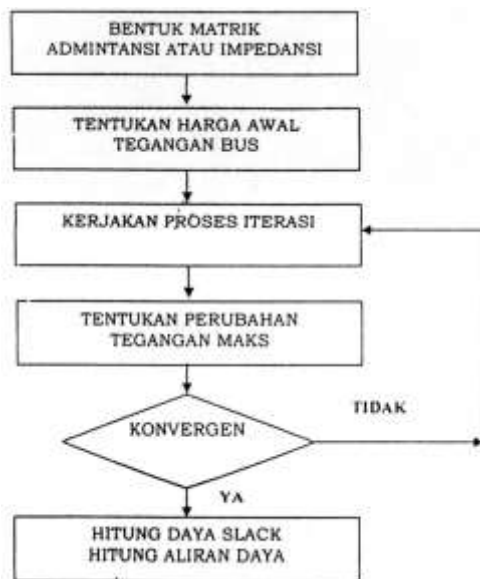 BENTUK MATRIK
ADMINTANSI ATAU IMPEDANSI
TENTUKAN HARGA AWAL
TEGANGAN BUS
KERJAKAN PROSES ITERASI
TENTUKAN PERUBAHAN
TEGANGAN MAKS
KONVERGEN
TIDAK
YA
HITUNG DAYA SLACK
HITUNG ALIRAN DAYA